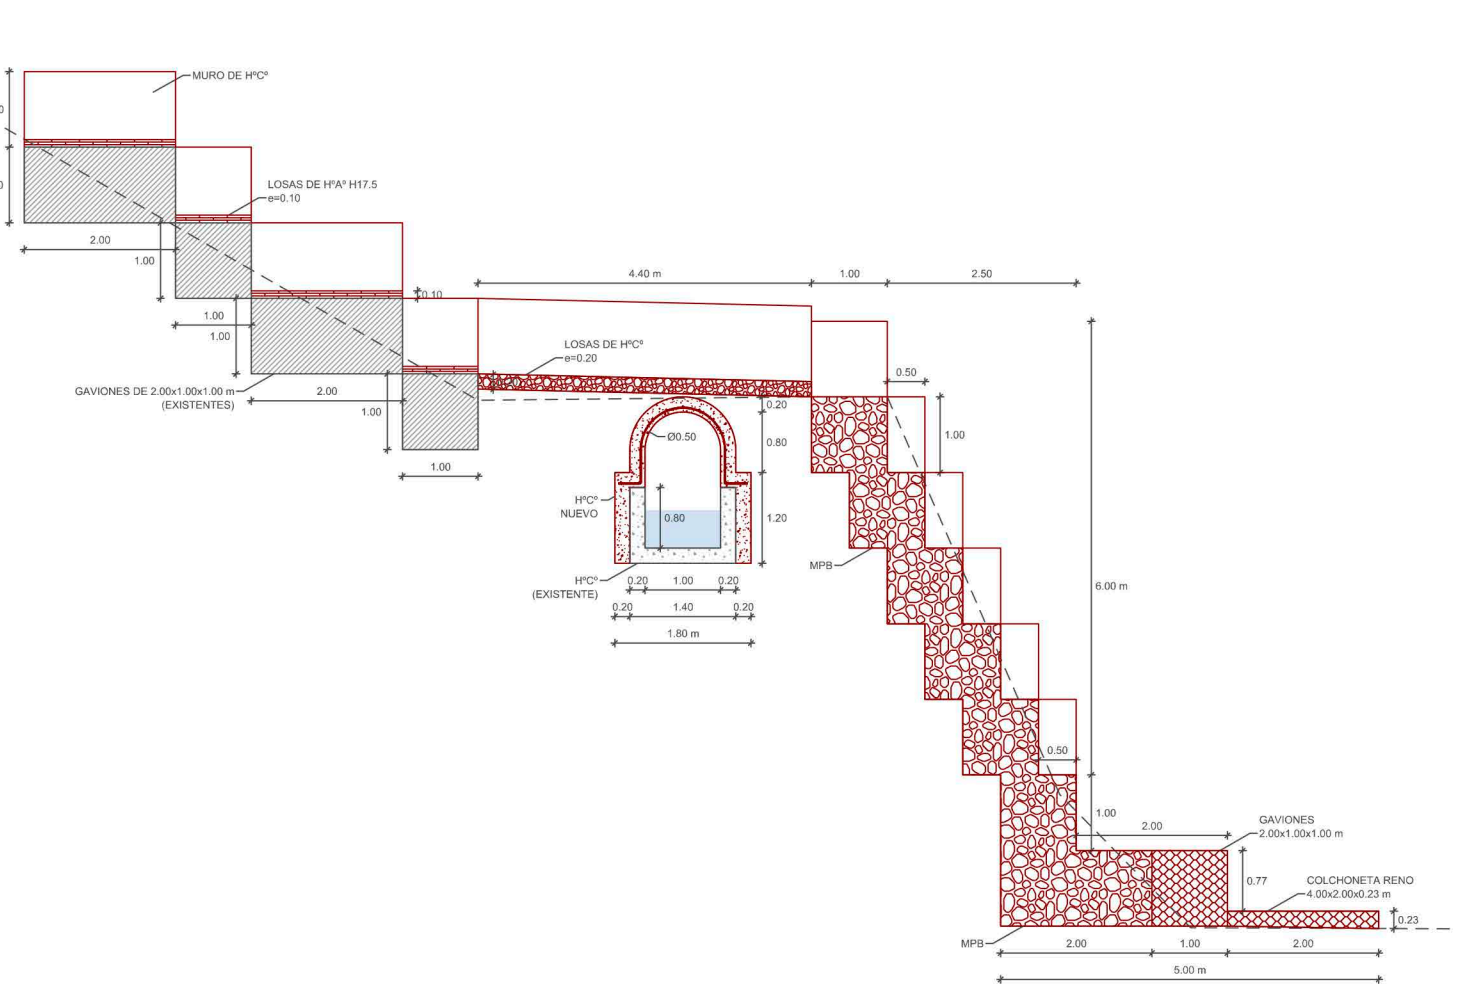 MURO DE HºCº
LOSAS DE HºAº H17.5
e=0.10
2.00
1.00
4.40 m
1.00
2.50
0.10
1.00
1.00
LOSAS DE HºCº
e=0.20
0.50
GAVIONES DE 2.00x1.00x1.00 m
(EXISTENTES)
2.00
1.00
0.20
Ø0.50
0.80
1.00
1.00
HºCº
NUEVO
0.80
1.20
MPB
HºCº
(EXISTENTE)
0.20
1.00
0.20
0.20
1.40
0.20
1.80 m
6.00 m
0.50
1.00
2.00
GAVIONES
2.00x1.00x1.00 m
0.77
COLCHONETA RENO
4.00x2.00x0.23 m
0.23
MPB
2.00
1.00
2.00
5.00 m